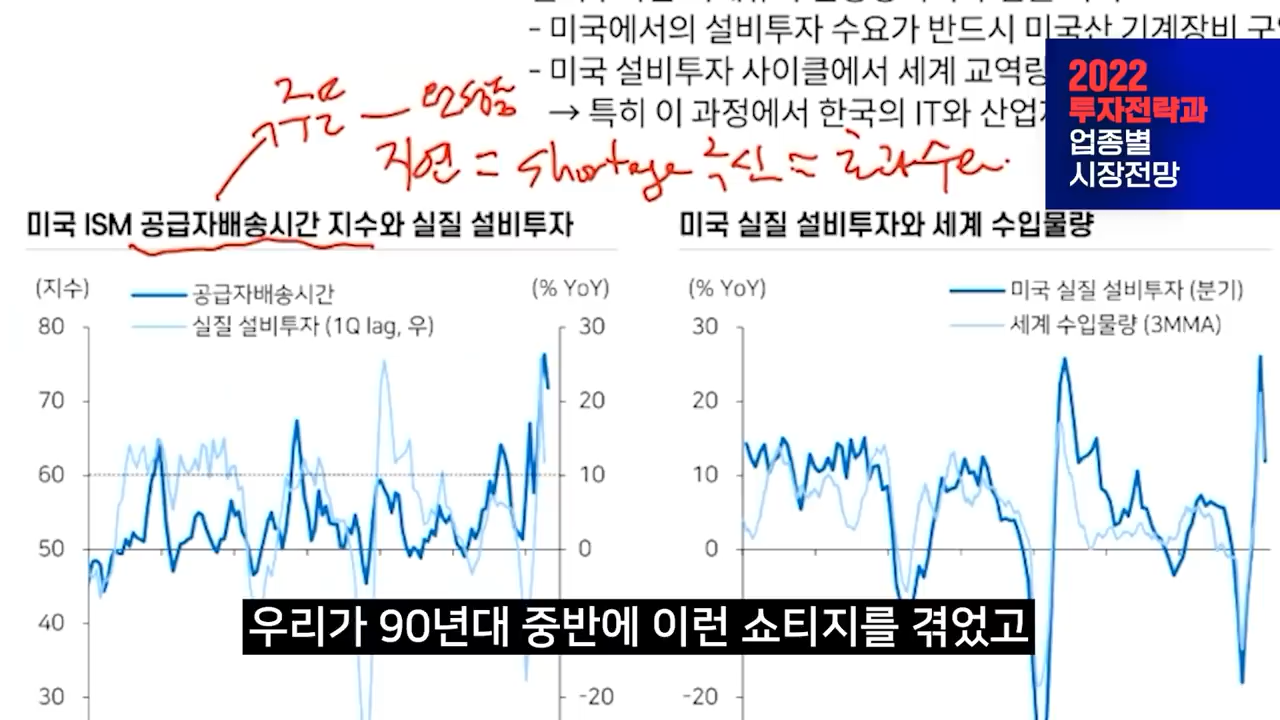 - 미국에서의 설비투자 수요가 반드시 미국산 기계장비
- 미국 설비투자 사이클에서 세계 교역량
→ 특히 이 과정에서 한국의 IT와
2022
투자전략과
업종별
시장전망
지연 = Shortage
미국 ISM 공급자배송시간 지수와 실질 설비투자
(지수)
공급자배송시간
실질 설비투자 (1Q lag, 우)
(% YoY)
80
70
60
50
40
30
30
20
10
0
-20
미국 실질 설비투자와 세계 수입물량
(% YoY)
미국 실질 설비투자 (분기)
세계 수입물량 (3MMA)
30
20
10
0
-20
우리가 90년대 중반에 이런 쇼티지를 겪었고